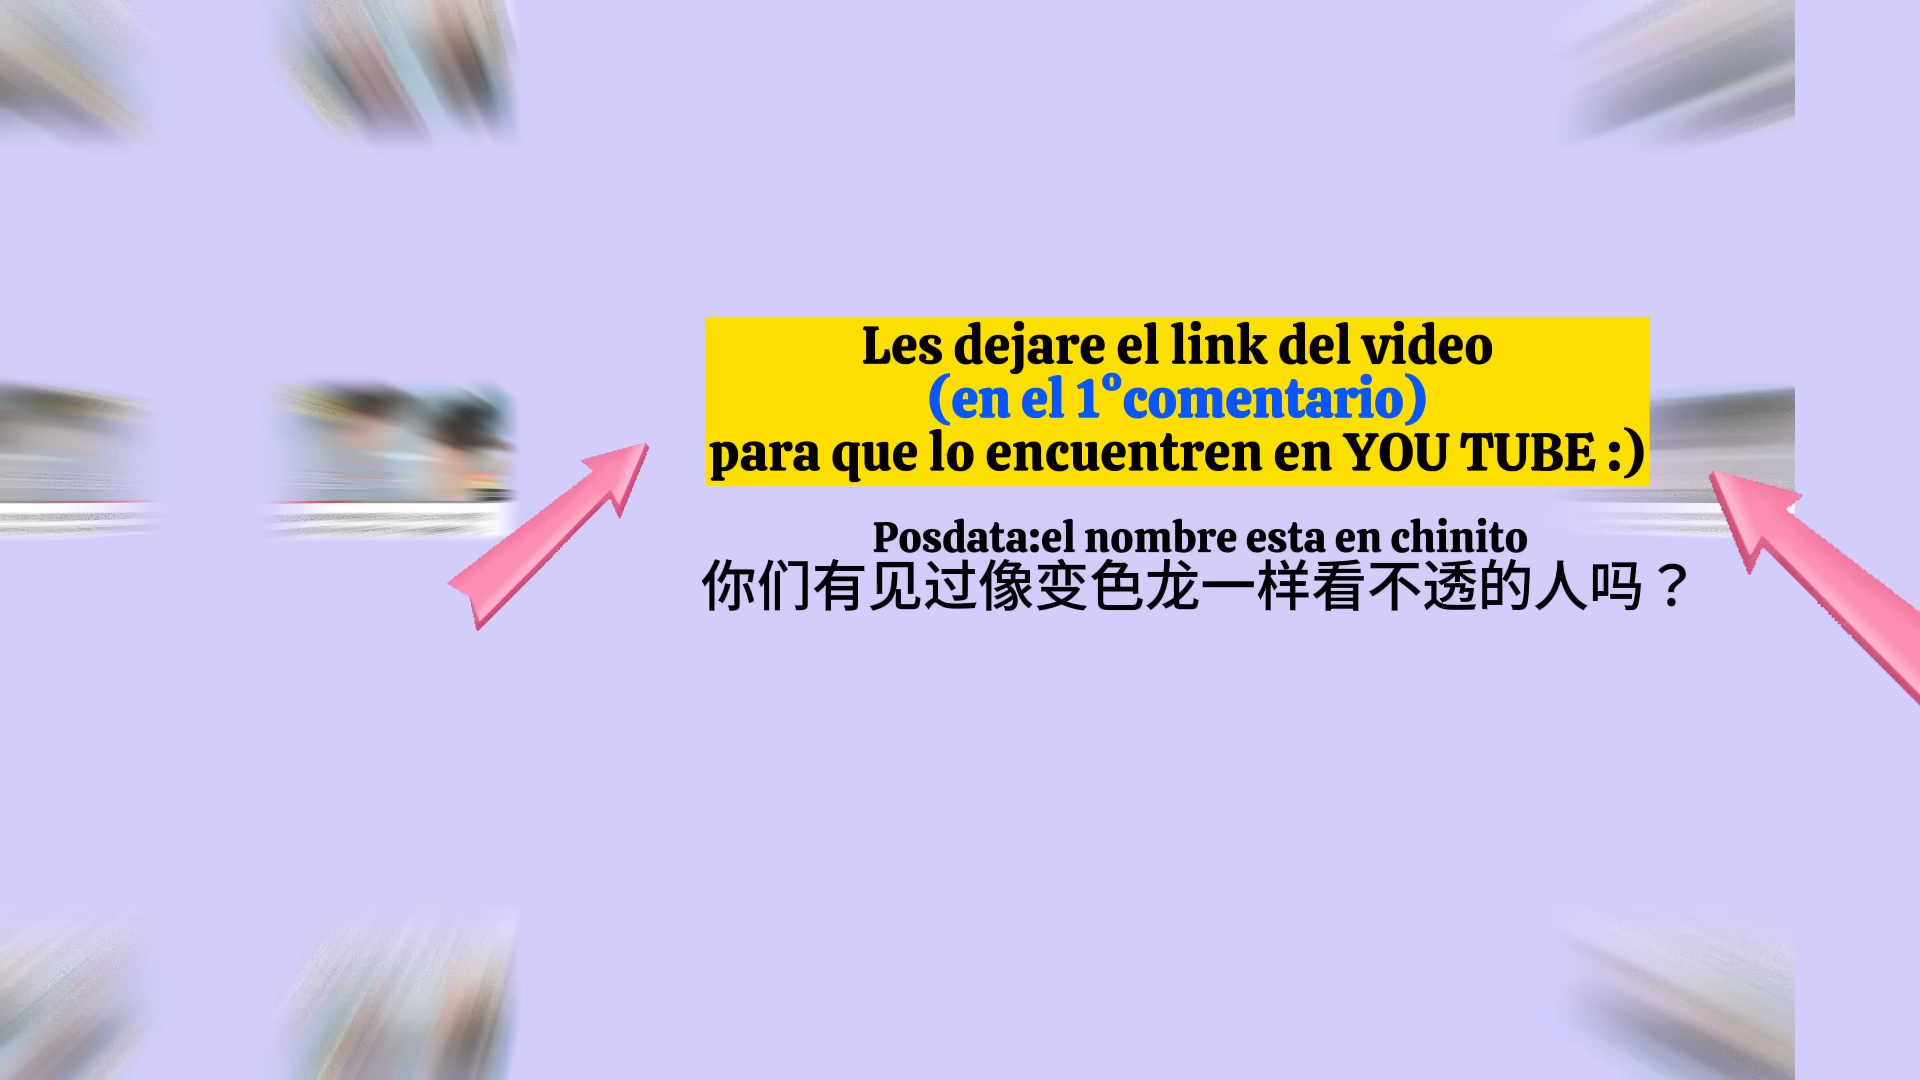 Les dejare el link del video
(en el 1°comentario)
para que lo encuentren en YOU TUBE :)
Posdata:el nombre esta en chinito
你们有见过像变色龙一样看不透的人吗？